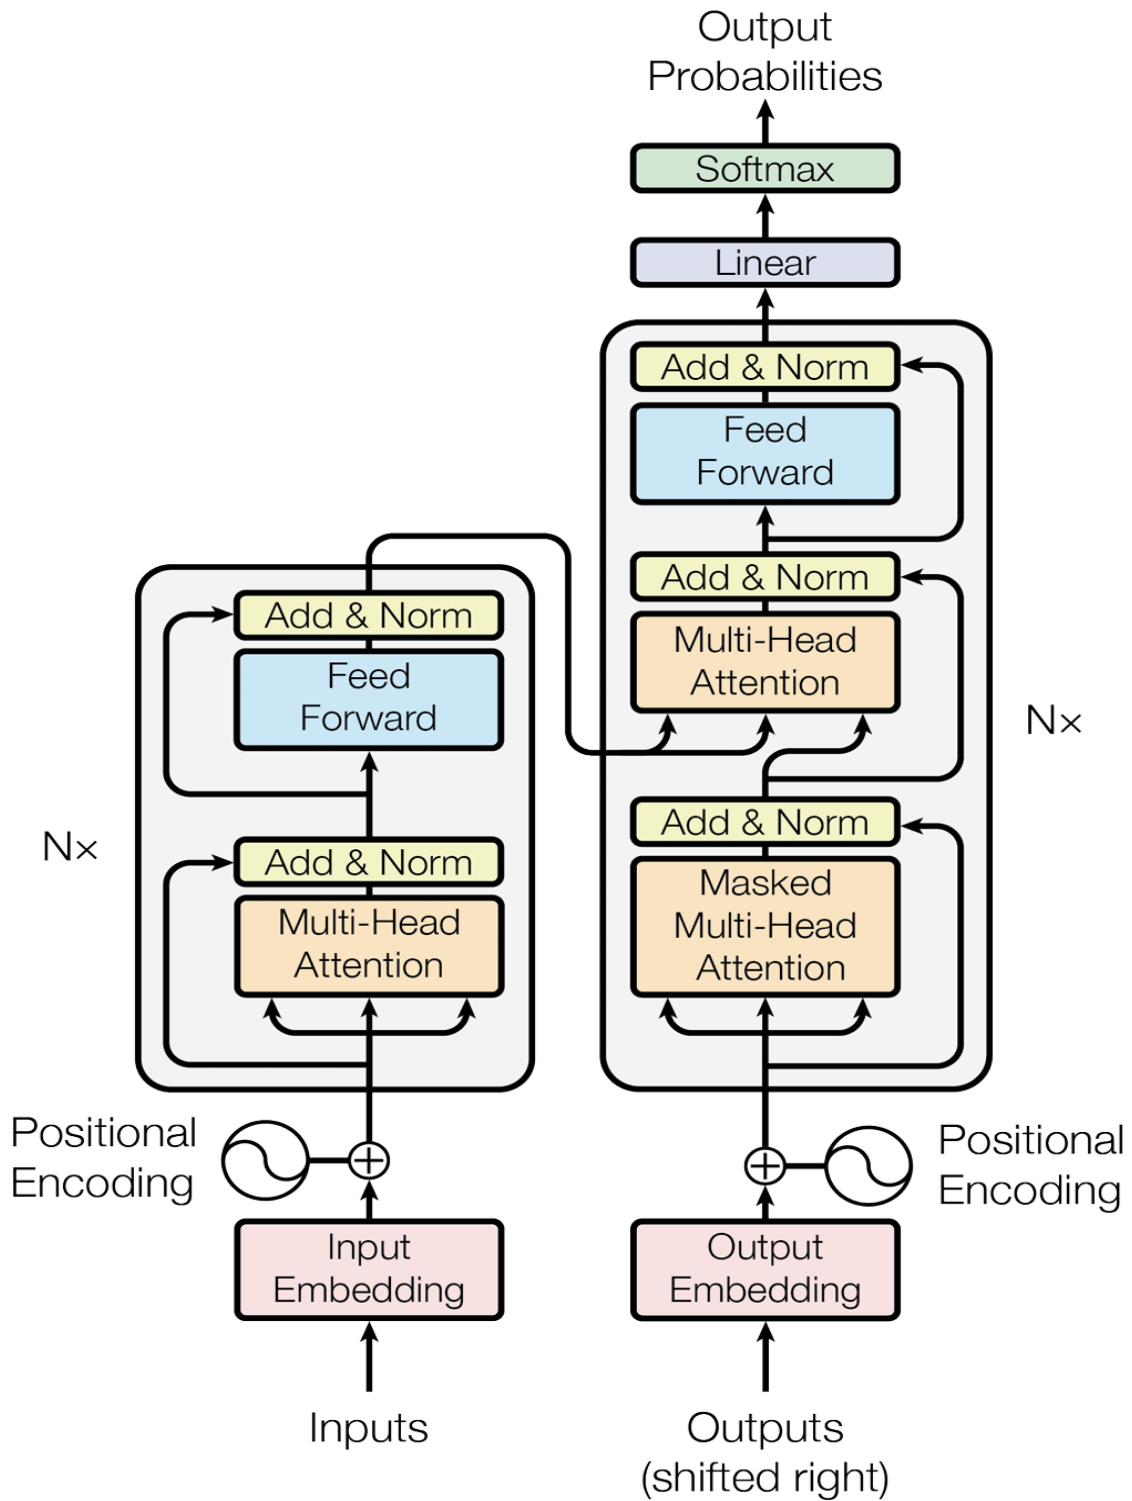 Output
Probabilities
Softmax
Linear
Add & Norm
Feed
Forward
Add & Norm
Multi-Head
Attention
Nx
Add & Norm
Masked
Multi-Head
Attention
Positional
Encoding
Output
Embedding
Outputs
(shifted right)
Add & Norm
Feed
Forward
Nx
Add & Norm
Multi-Head
Attention
Positional
Encoding
Input
Embedding
Inputs